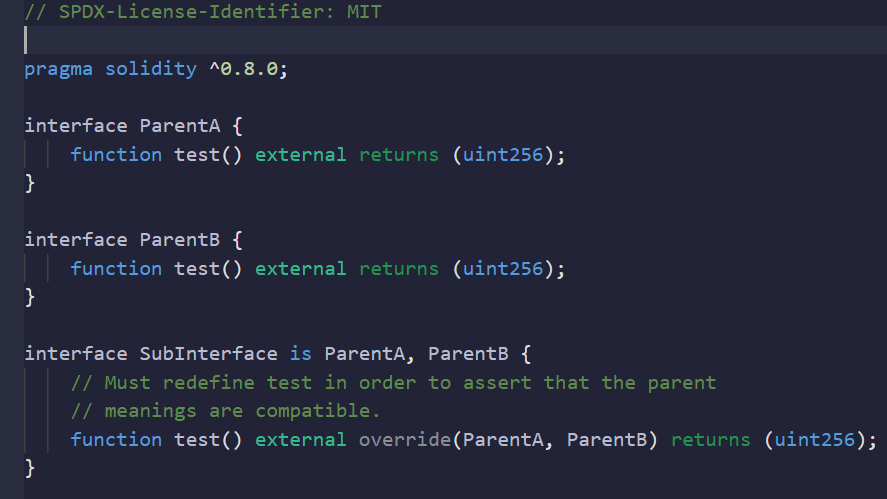 // SPDX-License-Identifier: MIT
pragma solidity ^0.8.0;
interface ParentA {
function test() external returns (uint256);
}
interface ParentB {
function test() external returns (uint256);
}
interface SubInterface is ParentA, ParentB {
// Must redefine test in order to assert that the parent
// meanings are compatible.
function test() external override(ParentA, ParentB) returns (uint256);
}